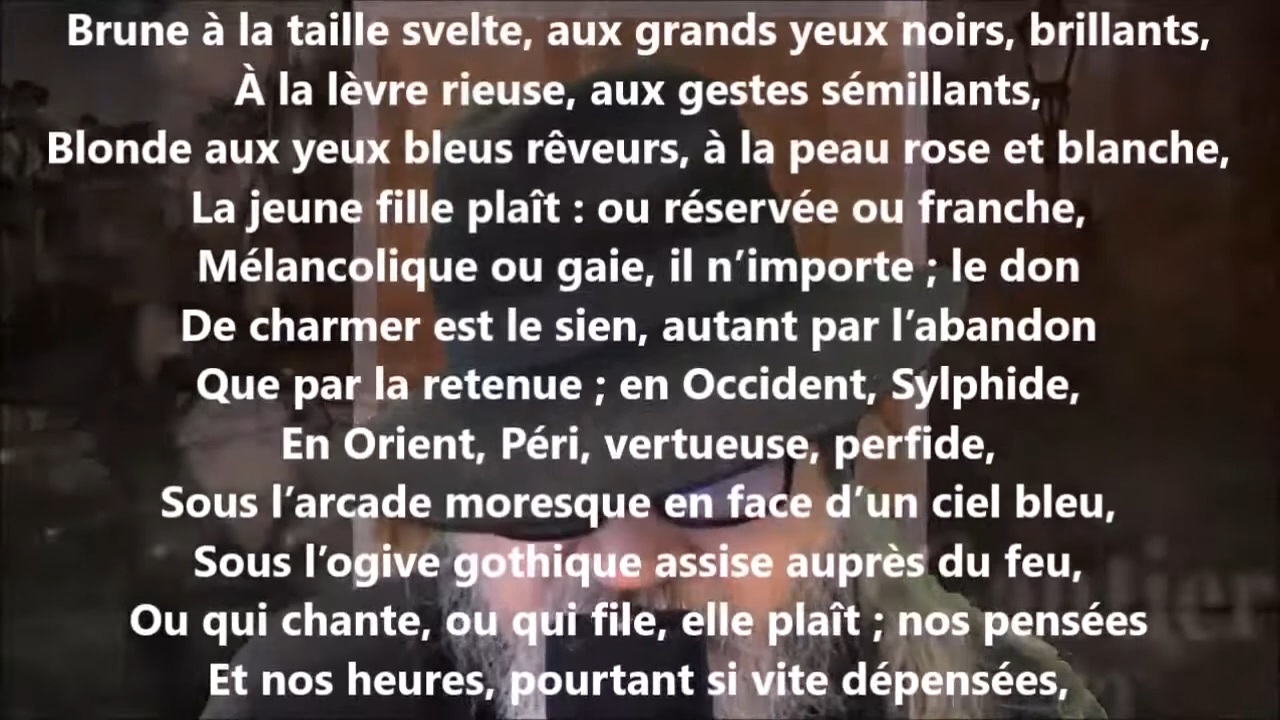 Brune à la taille svelte, aux grands yeux noirs, brillants,
À la lèvre rieuse, aux gestes sémillants,
Blonde aux yeux bleus rêveurs, à la peau rose et blanche,
La jeune fille plaît : ou réservée ou franche,
Mélancolique ou gaie, il n’importe ; le don
De charmer est le sien, autant par l’abandon
Que par la retenue ; en Occident, Sylphide,
En Orient, Péri, vertueuse, perfide,
Sous l’arcade moresque en face d’un ciel bleu,
Sous l’ogive gothique assise auprès du feu,
Ou qui chante, ou qui file, elle plaît ; nos pensées
Et nos heures, pourtant si vite dépensées,